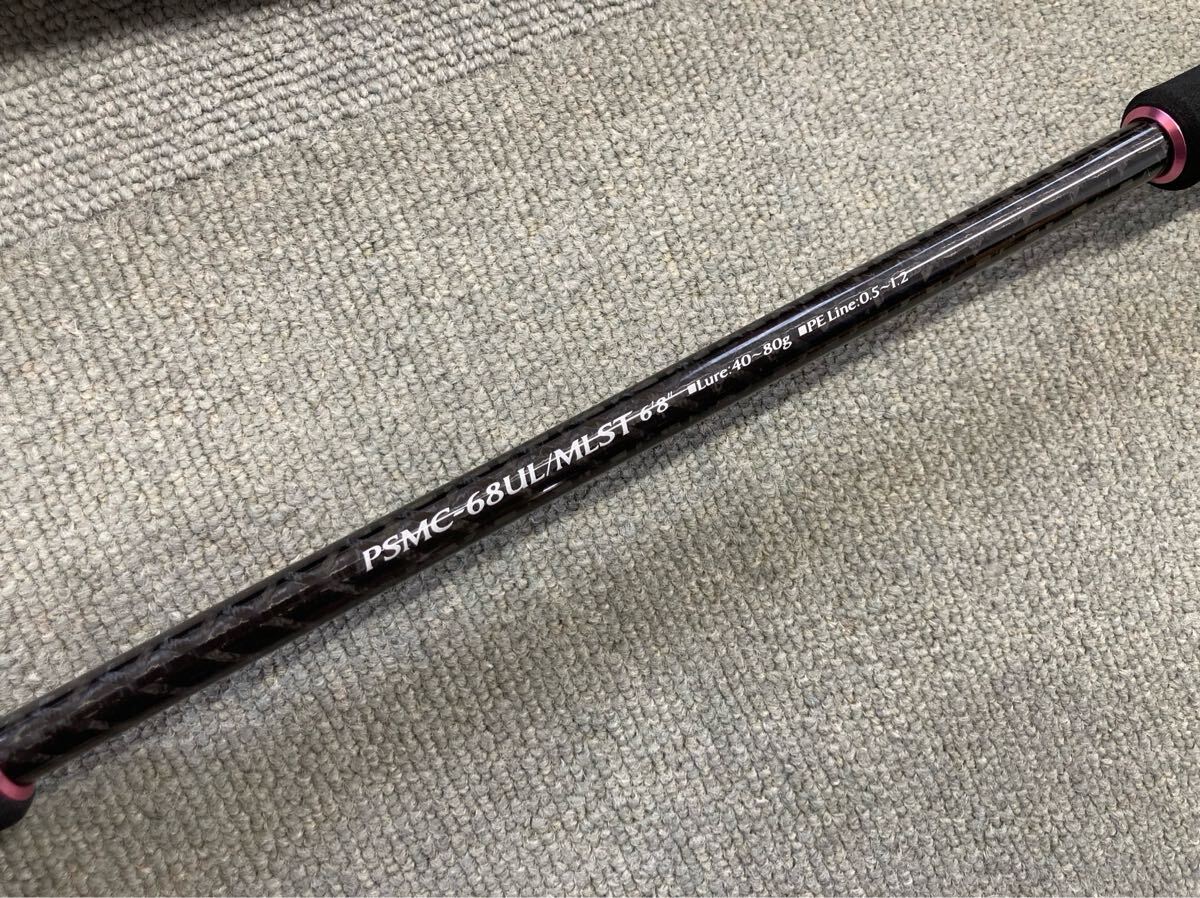 PSMC-68UL/MLST 6'8" ■Lure:40~80g ■PE Line:0.5~1.2